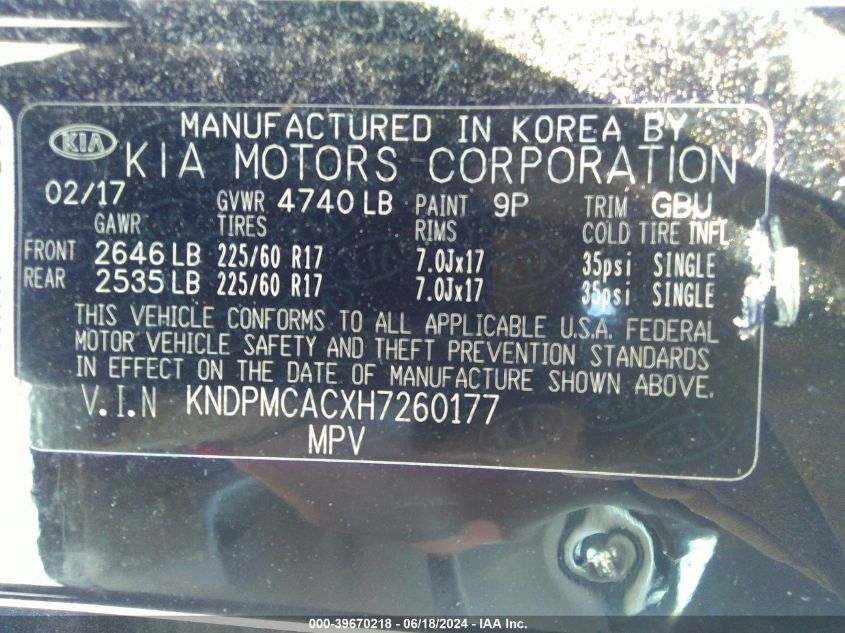 MANUFACTURED IN KOREA BY
KIA KIA MOTORS CORPORATION
02/17 GVWR 4740 LB PAINT 9P TRIM GBU
GAWR TIRES RIMS COLD TIRE INFL
FRONT 2646 LB 225/60 R17 7.0Jx17 35psi SINGLE
REAR 2535 LB 225/60 R17 7.0Jx17 35psi SINGLE
THIS VEHICLE CONFORMS TO ALL APPLICABLE U.S.A. FEDERAL
MOTOR VEHICLE SAFETY AND THEFT PREVENTION STANDARDS
IN EFFECT ON THE DATE OF MANUFACTURE SHOWN ABOVE.
V.I.N KNDPMCACXH7260177
MPV
000-39670218 - 06/18/2024 - IAA Inc.